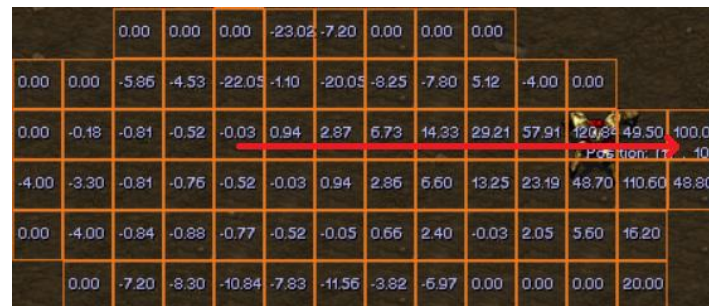 0.00 0.00 0.00 -23.02 -7.20 0.00 0.00 0.00
0.00 0.00 -5.86 -4.53 -22.05 -1.10 -20.05 -8.25 -7.80 5.12 -4.00 0.00
0.00 -0.18 -0.81 -0.52 -0.03 0.94 2.87 6.73 14.33 29.21 57.91 120.84 49.50 100.0
Position: 11 , 10
-4.00 -3.30 -0.81 -0.76 -0.52 -0.03 0.94 2.86 6.60 13.25 23.19 48.70 110.60 48.80
0.00 -4.00 -0.84 -0.88 -0.77 -0.52 -0.05 0.66 2.40 -0.03 2.05 5.60 16.20
0.00 -7.20 -8.30 -10.84 -7.83 -11.56 -3.82 -6.97 0.00 0.00 0.00 20.00